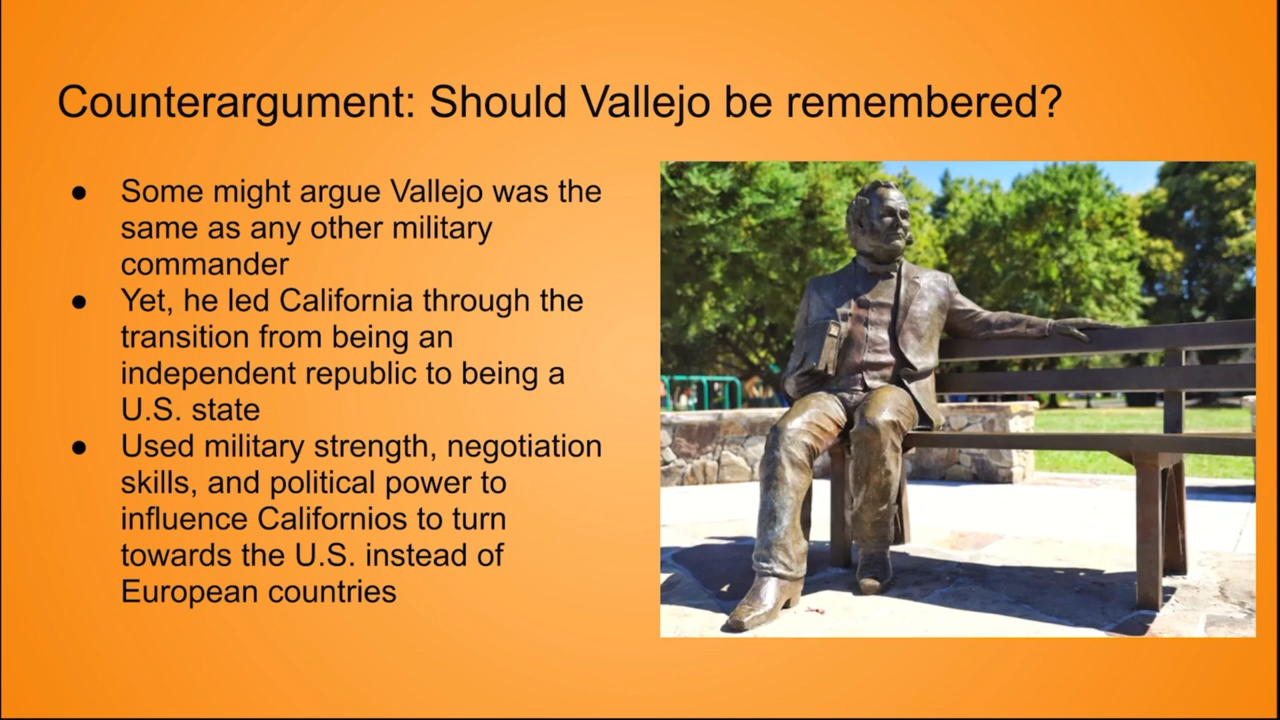 Counterargument: Should Vallejo be remembered?
● Some might argue Vallejo was the
same as any other military
commander
● Yet, he led California through the
transition from being an
independent republic to being a
U.S. state
● Used military strength, negotiation
skills, and political power to
influence Californios to turn
towards the U.S. instead of
European countries